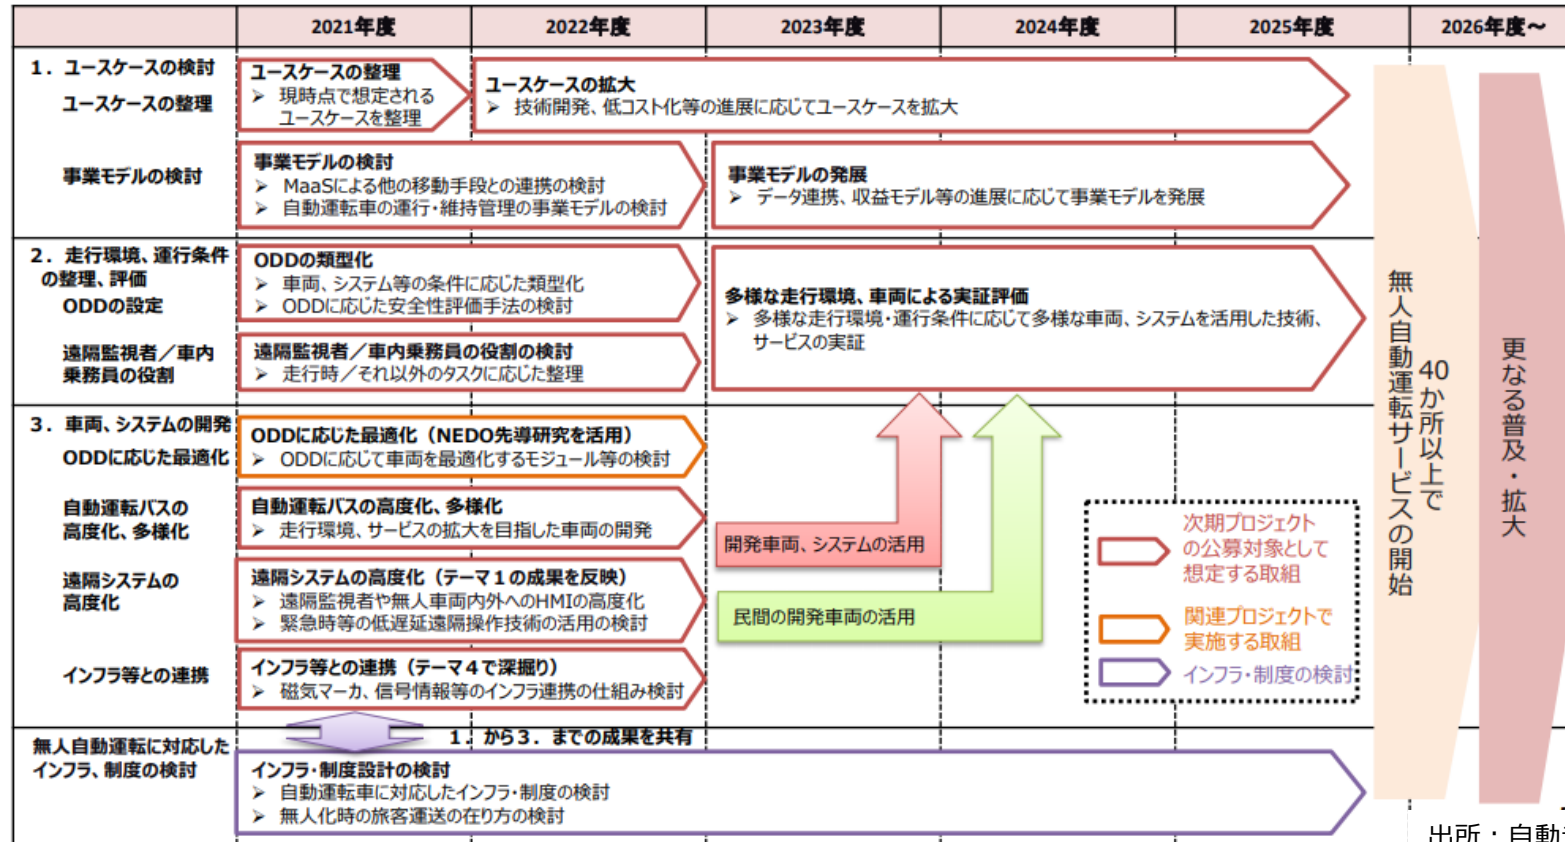 2021年度
2022年度
2023年度
2024年度
2025年度
2026年度～
1．ユースケースの検討
ユースケースの整理
ユースケースの整理
➢ 現時点で想定される
ユースケースを整理
ユースケースの拡大
➢ 技術開発、低コスト化等の進展に応じてユースケースを拡大
事業モデルの検討
事業モデルの検討
➢ MaaSによる他の移動手段との連携の検討
➢ 自動運転車の運行・維持管理の事業モデルの検討
事業モデルの発展
➢ データ連携、収益モデル等の進展に応じて事業モデルを発展
2．走行環境、運行条件
の整理、評価
ODDの設定
ODDの類型化
➢ 車両、システム等の条件に応じた類型化
➢ ODDに応じた安全性評価手法の検討
遠隔監視者／車内
乗務員の役割
遠隔監視者／車内乗務員の役割の検討
➢ 走行時／それ以外のタスクに応じた整理
多様な走行環境、車両による実証評価
➢ 多様な走行環境・運行条件に応じて多様な車両、システムを活用した技術、
サービスの実証
3．車両、システムの開発
ODDに応じた最適化
ODDに応じた最適化（NEDO先導研究を活用）
➢ ODDに応じて車両を最適化するモジュール等の検討
自動運転バスの
高度化、多様化
自動運転バスの高度化、多様化
➢ 走行環境、サービスの拡大を目指した車両の開発
遠隔システムの
高度化
遠隔システムの高度化（テーマ１の成果を反映）
➢ 遠隔監視者や無人車両内外へのHMIの高度化
➢ 緊急時等の低遅延遠隔操作技術の活用の検討
インフラ等との連携
インフラ等との連携（テーマ４で深掘り）
➢ 磁気マーカ、信号情報等のインフラ連携の仕組み検討
開発車両、システムの活用
民間の開発車両の活用
次期プロジェクト
の公募対象として
想定する取組
関連プロジェクトで
実施する取組
インフラ・制度の検討
1．から３．までの成果を共有
無人自動運転に対応した
インフラ、制度の検討
インフラ・制度設計の検討
➢ 自動運転車に対応したインフラ・制度の検討
➢ 無人化時の旅客運送の在り方の検討
40か所以上で
無人自動運転サービスの開始
更なる普及・拡大
出所：自動